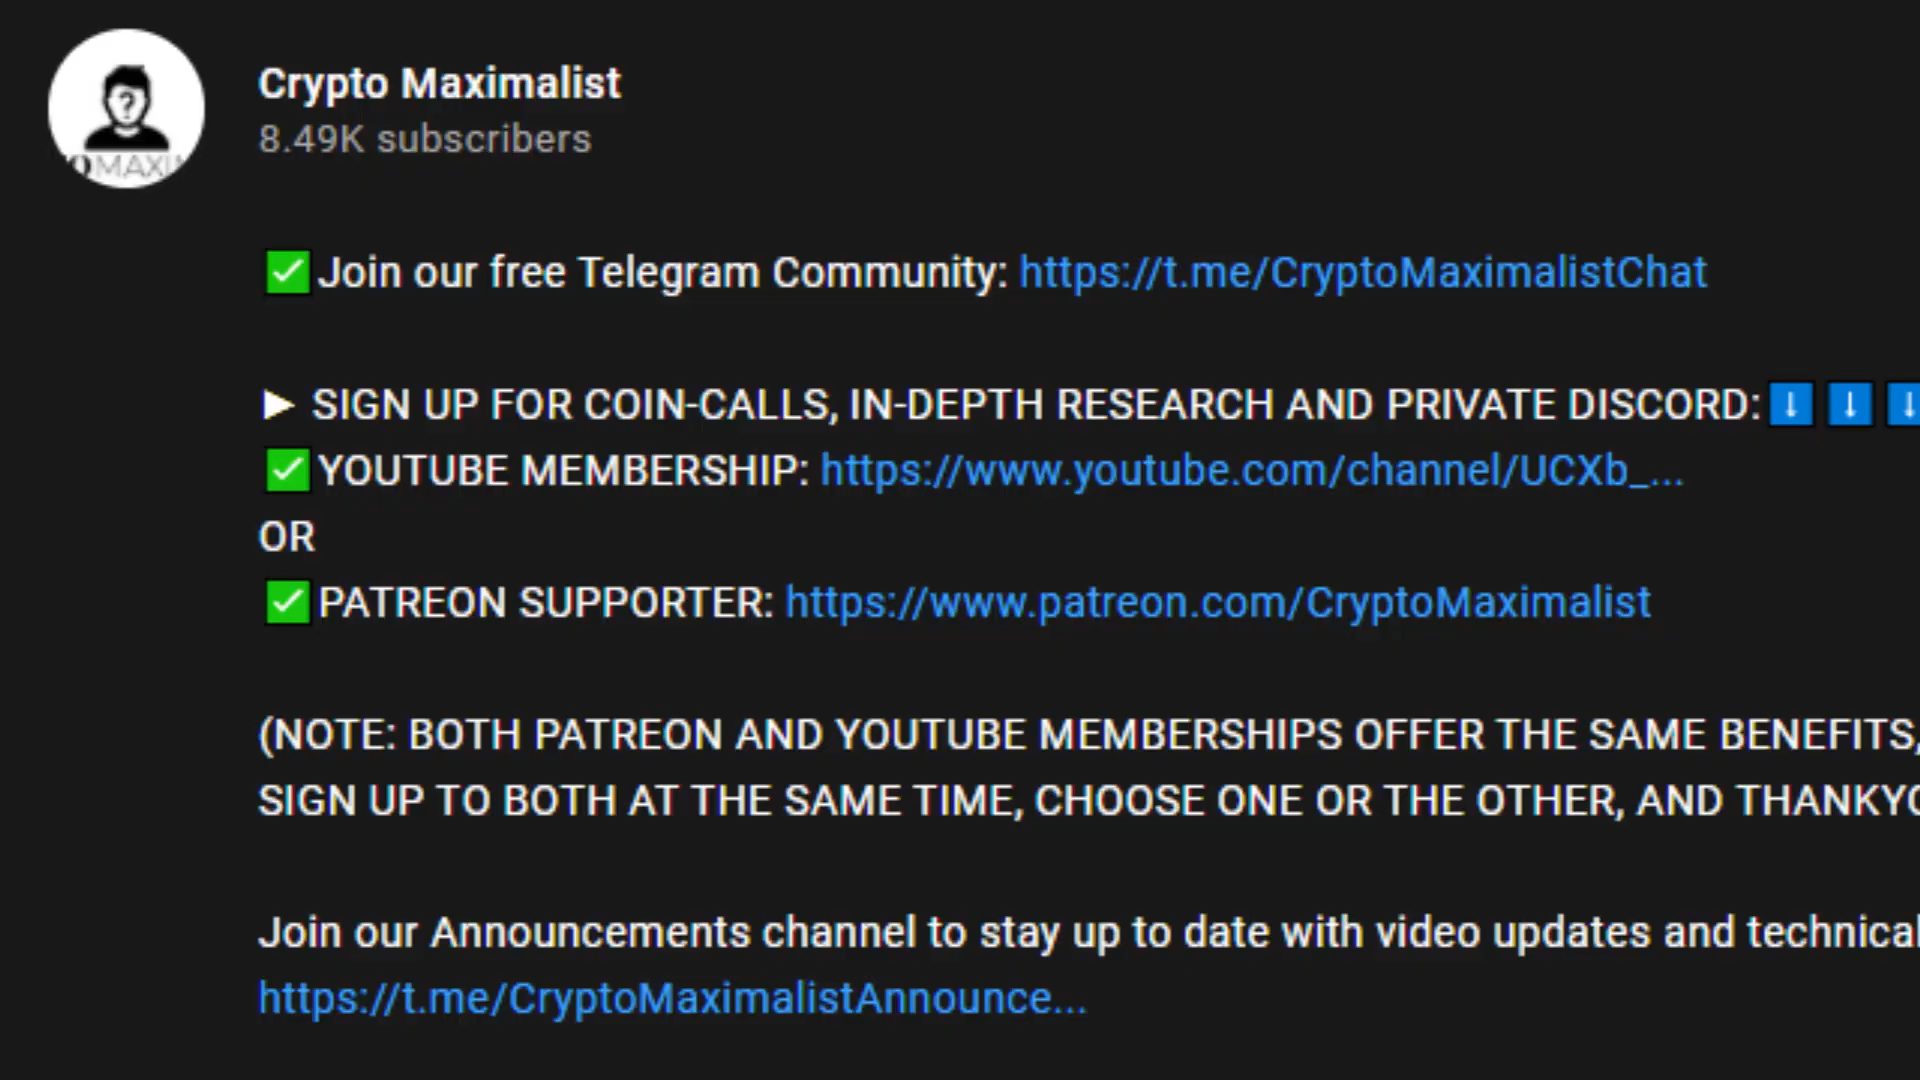 Crypto Maximalist
8.49K subscribers
MAXI
✅Join our free Telegram Community: https://t.me/CryptoMaximalistChat
► SIGN UP FOR COIN-CALLS, IN-DEPTH RESEARCH AND PRIVATE DISCORD:⬇⬇⬇
✅YOUTUBE MEMBERSHIP: https://www.youtube.com/channel/UCXb_...
OR
✅PATREON SUPPORTER: https://www.patreon.com/CryptoMaximalist
(NOTE: BOTH PATREON AND YOUTUBE MEMBERSHIPS OFFER THE SAME BENEFITS,
SIGN UP TO BOTH AT THE SAME TIME, CHOOSE ONE OR THE OTHER, AND THANKYO
Join our Announcements channel to stay up to date with video updates and technical
https://t.me/CryptoMaximalistAnnounce...